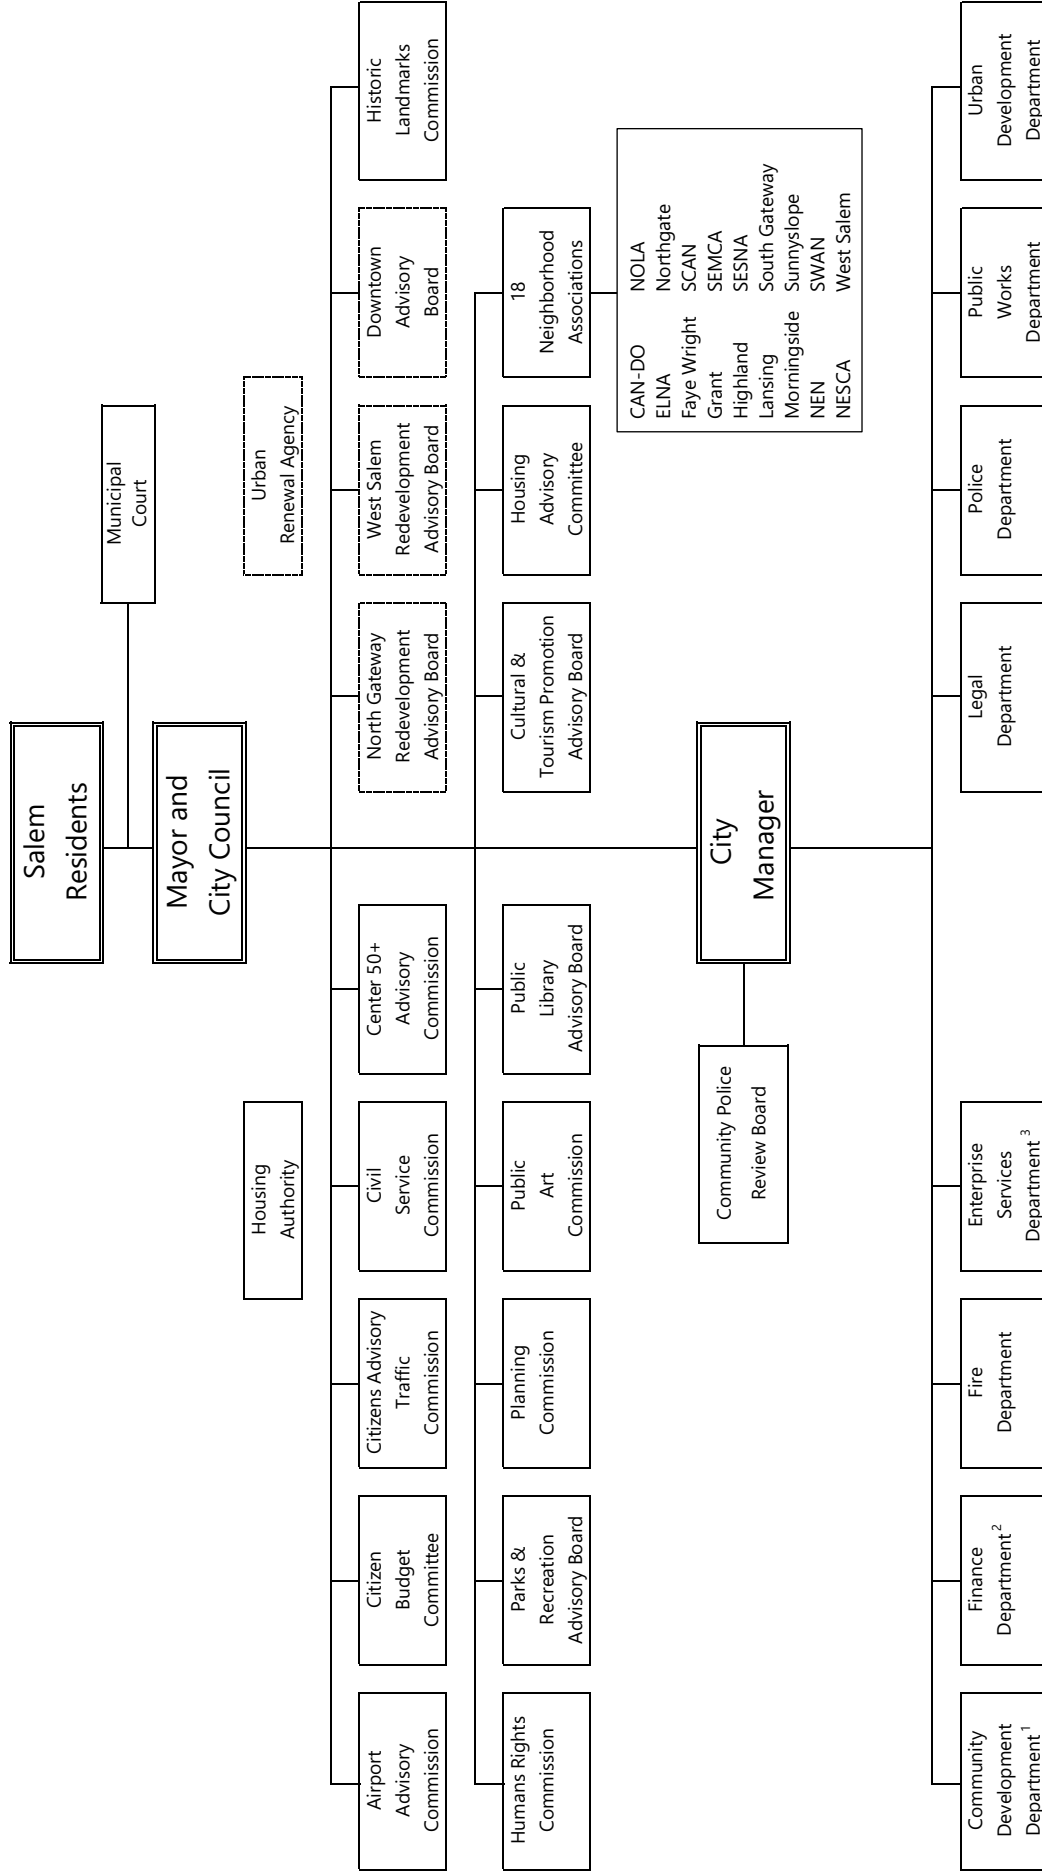 Salem
Residents
Municipal
Court
Mayor and
City Council
Housing
Authority
Urban
Renewal Agency
Airport
Advisory
Commission
Citizen
Budget
Committee
Citizens Advisory
Traffic
Commission
Civil
Service
Commission
Center 50+
Advisory
Commission
North Gateway
Redevelopment
Advisory Board
West Salem
Redevelopment
Advisory Board
Downtown
Advisory
Board
Historic
Landmarks
Commission
Humans Rights
Commission
Parks &
Recreation
Advisory Board
Planning
Commission
Public
Art
Commission
Public
Library
Advisory Board
Cultural &
Tourism Promotion
Advisory Board
Housing
Advisory
Committee
18
Neighborhood
Associations
CAN-DO NOLA
ELNA Northgate
Faye Wright SCAN
Grant SEMCA
Highland SESNA
Lansing South Gateway
Morningside Sunnyslope
NEN SWAN
NESCA West Salem
Community Police
Review Board
City
Manager
Community
Development
Department 1
Finance
Department 2
Fire
Department
Enterprise
Services
Department 3
Legal
Department
Police
Department
Public
Works
Department
Urban
Development
Department